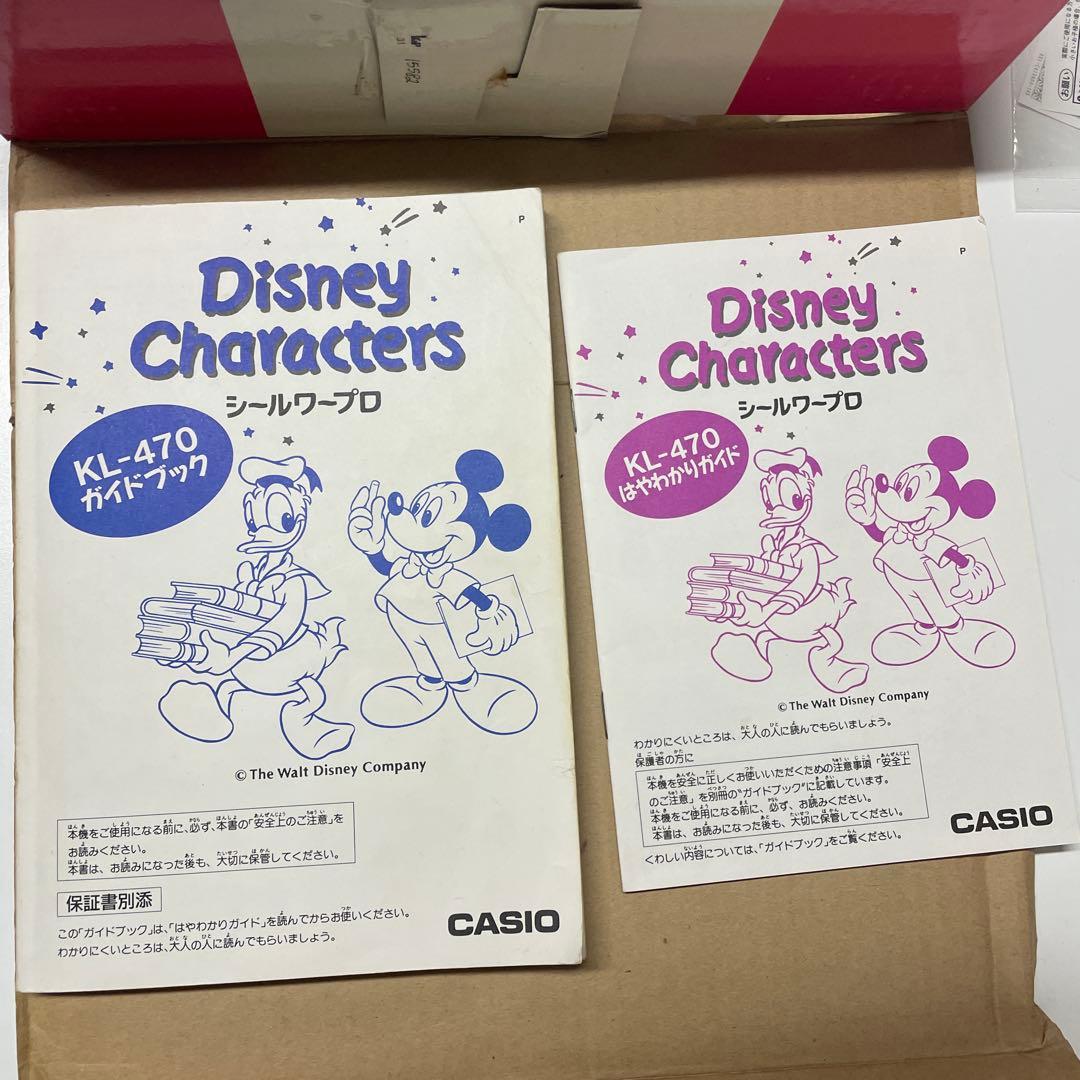 15582
お願い
P
Disney
Characters
シールワープロ
KL-470
ガイドブック
© The Walt Disney Company
本機をご使用になる前に、必ず、本書の「安全上のご注意」を
お読みください。
本書は、お読みになった後も、大切に保管してください。
保証書別添
この「ガイドブック」は、「はやわかりガイド」を読んでからお使いください。
わかりにくいところは、大人の人に読んでもらいましょう。
CASIO
P
Disney
Characters
シールワープロ
KL-470
はやわかりガイド
© The Walt Disney Company
わかりにくいところは、大人の人に読んでもらいましょう。
保護者の方に
本機を安全に正しくお使いいただくための注意事項「安全上
のご注意」を別冊の"ガイドブック"に記載しています。
本機をご使用になる前に、必ず、お読みください。
本書は、お読みになった後も、大切に保管してください。
くわしい内容については、「ガイドブック」をご覧ください。
CASIO